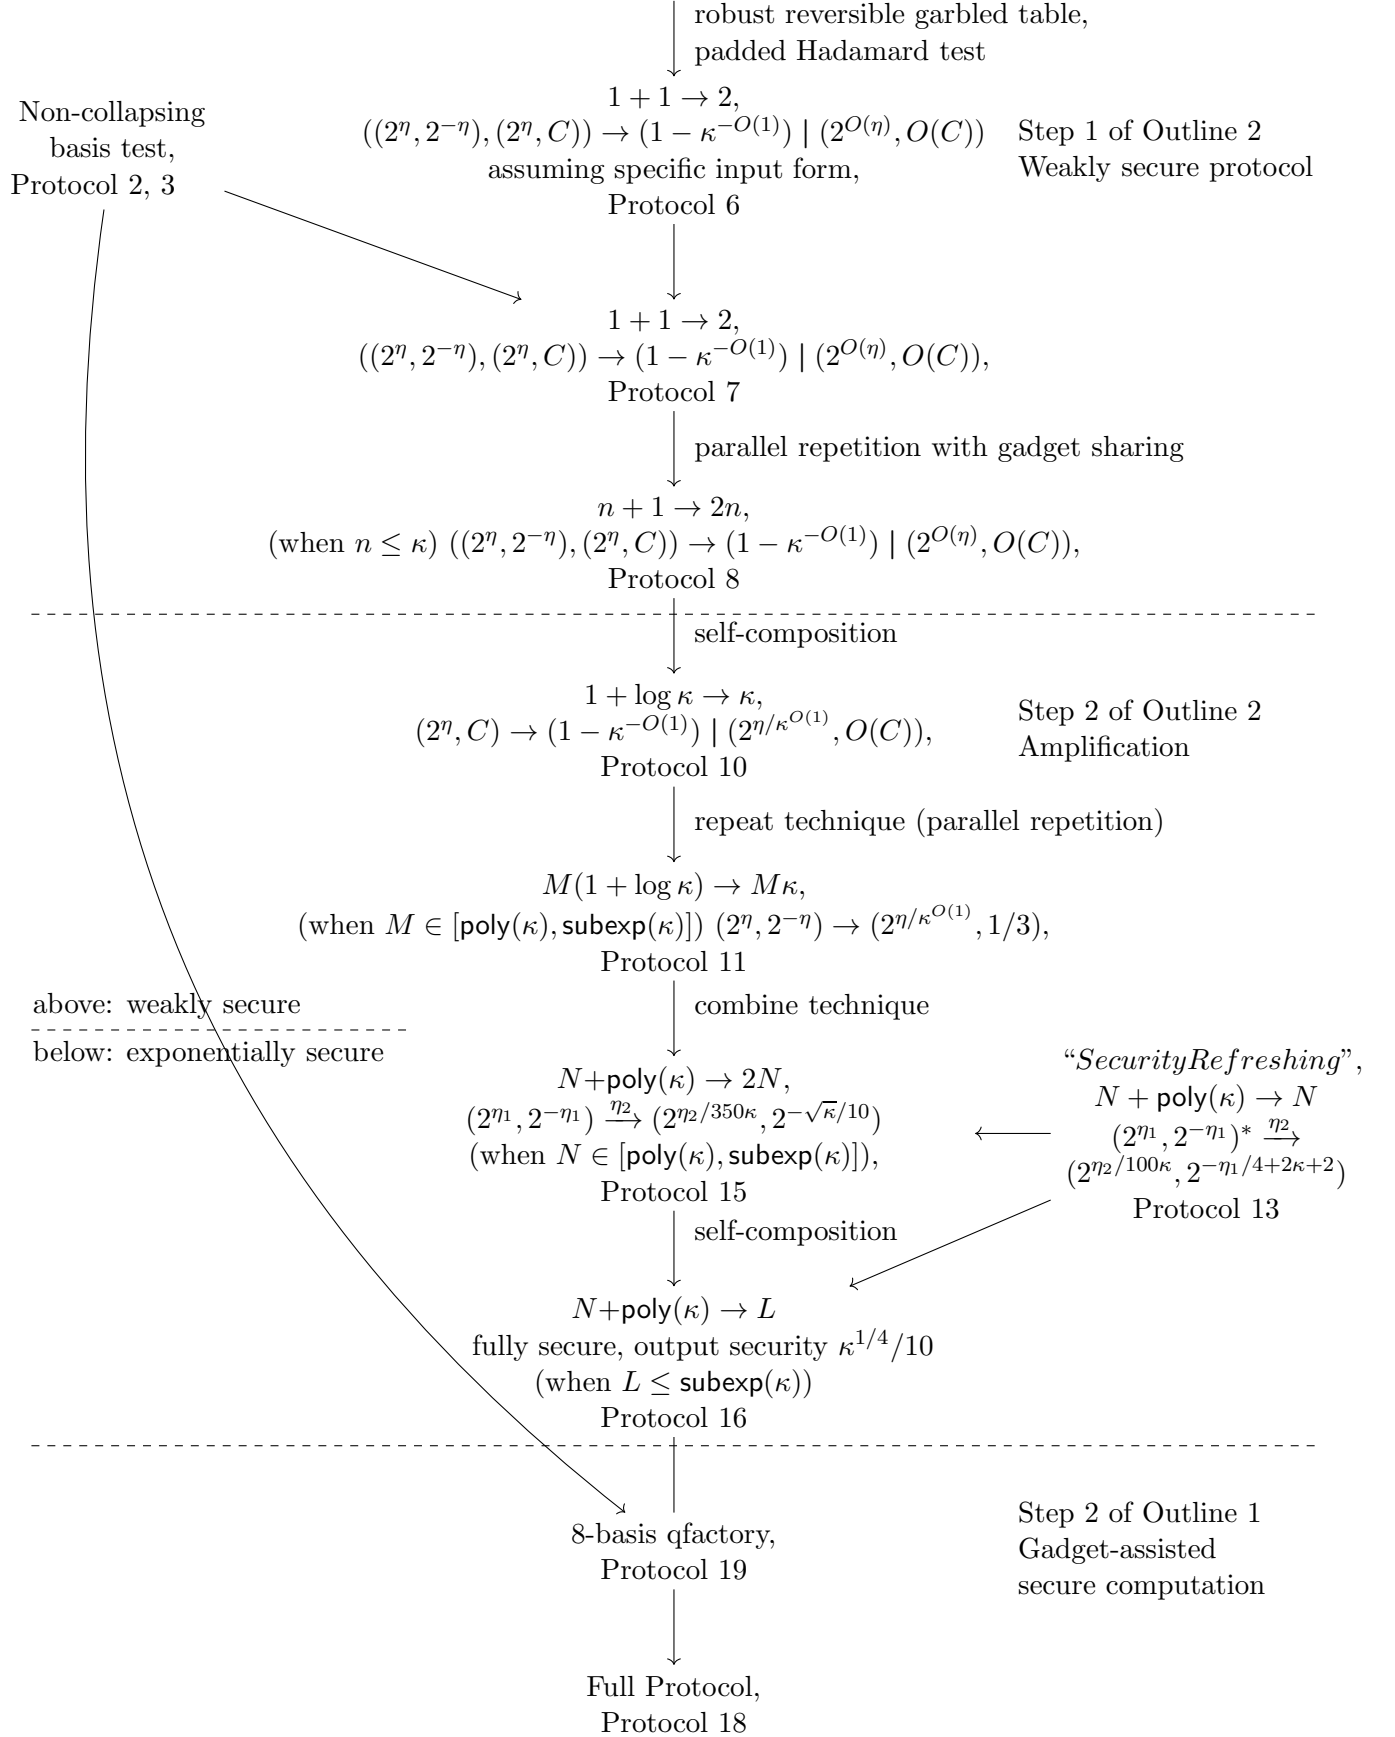 robust reversible garbled table,
padded Hadamard test
Non-collapsing
basis test,
Protocol 2, 3
1 + 1 → 2,
((2^η, 2^{−η}), (2^η, C)) → (1 − κ^{−O(1)}) | (2^{O(η)}, O(C))
assuming specific input form,
Protocol 6
Step 1 of Outline 2
Weakly secure protocol
1 + 1 → 2,
((2^η, 2^{−η}), (2^η, C)) → (1 − κ^{−O(1)}) | (2^{O(η)}, O(C)),
Protocol 7
parallel repetition with gadget sharing
n + 1 → 2n,
(when n ≤ κ) ((2^η, 2^{−η}), (2^η, C)) → (1 − κ^{−O(1)}) | (2^{O(η)}, O(C)),
Protocol 8
self-composition
1 + log κ → κ,
(2^η, C) → (1 − κ^{−O(1)}) | (2^{η/κ^{O(1)}}, O(C)),
Protocol 10
Step 2 of Outline 2
Amplification
repeat technique (parallel repetition)
M(1 + log κ) → Mκ,
(when M ∈ [poly(κ), subexp(κ)]) (2^η, 2^{−η}) → (2^{η/κ^{O(1)}}, 1/3),
Protocol 11
above: weakly secure
below: exponentially secure
combine technique
N+poly(κ) → 2N,
(2^{η_1}, 2^{−η_1}) \xrightarrow{η_2} (2^{η_2/350κ}, 2^{−√κ/10})
(when N ∈ [poly(κ), subexp(κ)]),
Protocol 15
“SecurityRefreshing”,
N + poly(κ) → N
(2^{η_1}, 2^{−η_1})* \xrightarrow{η_2}
(2^{η_2/100κ}, 2^{−η_1/4+2κ+2})
Protocol 13
self-composition
N+poly(κ) → L
fully secure, output security κ^{1/4}/10
(when L ≤ subexp(κ))
Protocol 16
8-basis qfactory,
Protocol 19
Step 2 of Outline 1
Gadget-assisted
secure computation
Full Protocol,
Protocol 18